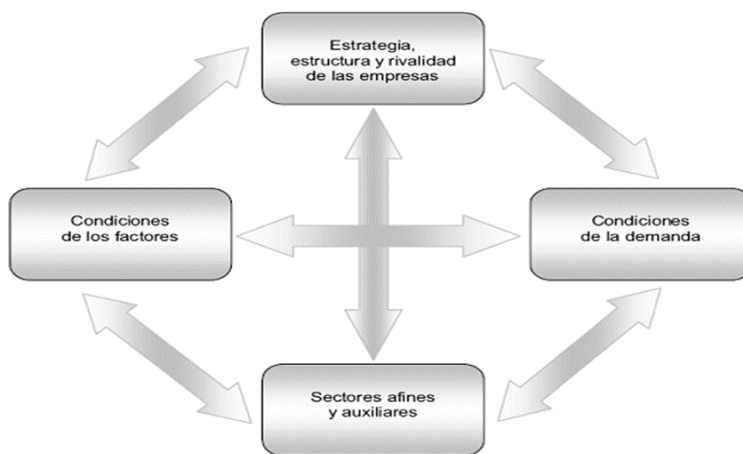 Estrategia,
estructura y rivalidad
de las empresas
Condiciones
de los factores
Condiciones
de la demanda
Sectores afines
y auxiliares